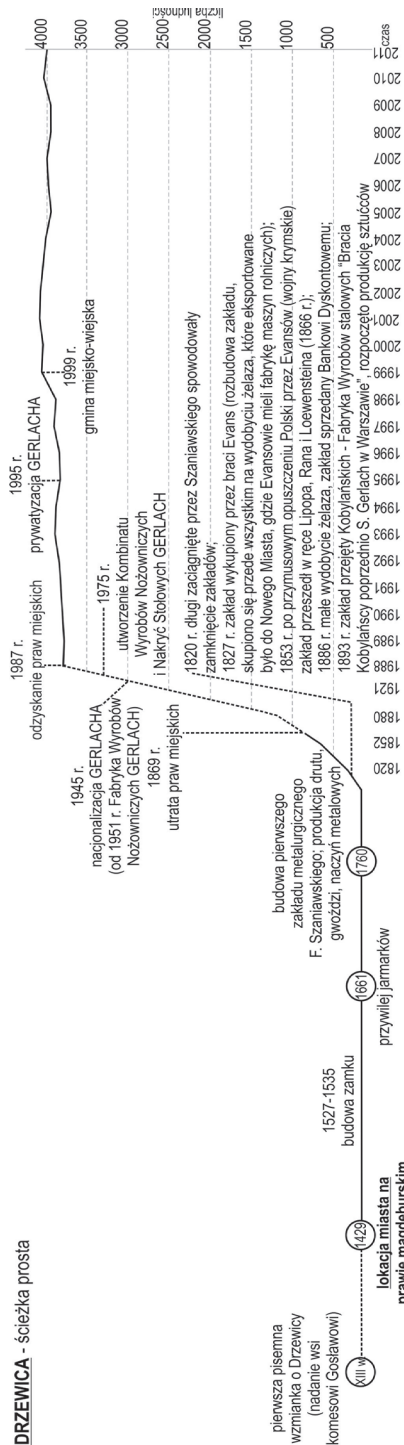 DRZEWICA - ścieżka prosta
pierwsza pisemna
wzmianka o Drzewicy
(nadanie wsi
komesowi Gosławowi)
XIII w
1429
lokacja miasta na
prawie magdeburskim
1527-1535
budowa zamku
1661
przywilej jarmarków
1760
budowa pierwszego
zakładu metalurgicznego
F. Szaniawskiego; produkcja drutu,
gwoździ, naczyń metalowych
1869 r.
utrata praw miejskich
1945 r.
nacjonalizacja GERLACHA
(od 1951 r. Fabryka Wyrobów
Nożowniczych GERLACH)
1987 r.
odzyskanie praw miejskich
1975 r.
utworzenie Kombinatu
Wyrobów Nożowniczych
i Nakryć Stołowych GERLACH
1995 r.
prywatyzacja GERLACHA
1999 r.
gmina miejsko-wiejska
1820 r. długi zaciągnięte przez Szaniawskiego spowodowały
zamknięcie zakładów;
1827 r. zakład wykupiony przez braci Evans (rozbudowa zakładu,
skupiono się przede wszystkim na wydobyciu żelaza, które eksportowane
było do Nowego Miasta, gdzie Evansowie mieli fabrykę maszyn rolniczych);
1853 r. po przymusowym opuszczeniu Polski przez Evansów (wojny krymskie)
zakład przeszedł w ręce Lipopa, Rana i Loewensteina (1866 r.);
1886 r. małe wydobycie żelaza, zakład sprzedany Bankowi Dyskontowemu;
1893 r. zakład przejęty Kobylańskich - Fabryka Wyrobów stalowych "Bracia
Kobylańscy poprzednio S. Gerlach w Warszawie", rozpoczęto produkcję sztućców
1820
1852
1880
1921
1988
1989
1990
1991
1992
1993
1994
1995
1996
1997
1998
1999
2000
2001
2002
2003
2004
2005
2006
2007
2008
2009
2010
2011
czas
500
1000
1500
2000
2500
3000
3500
4000
liczba ludności